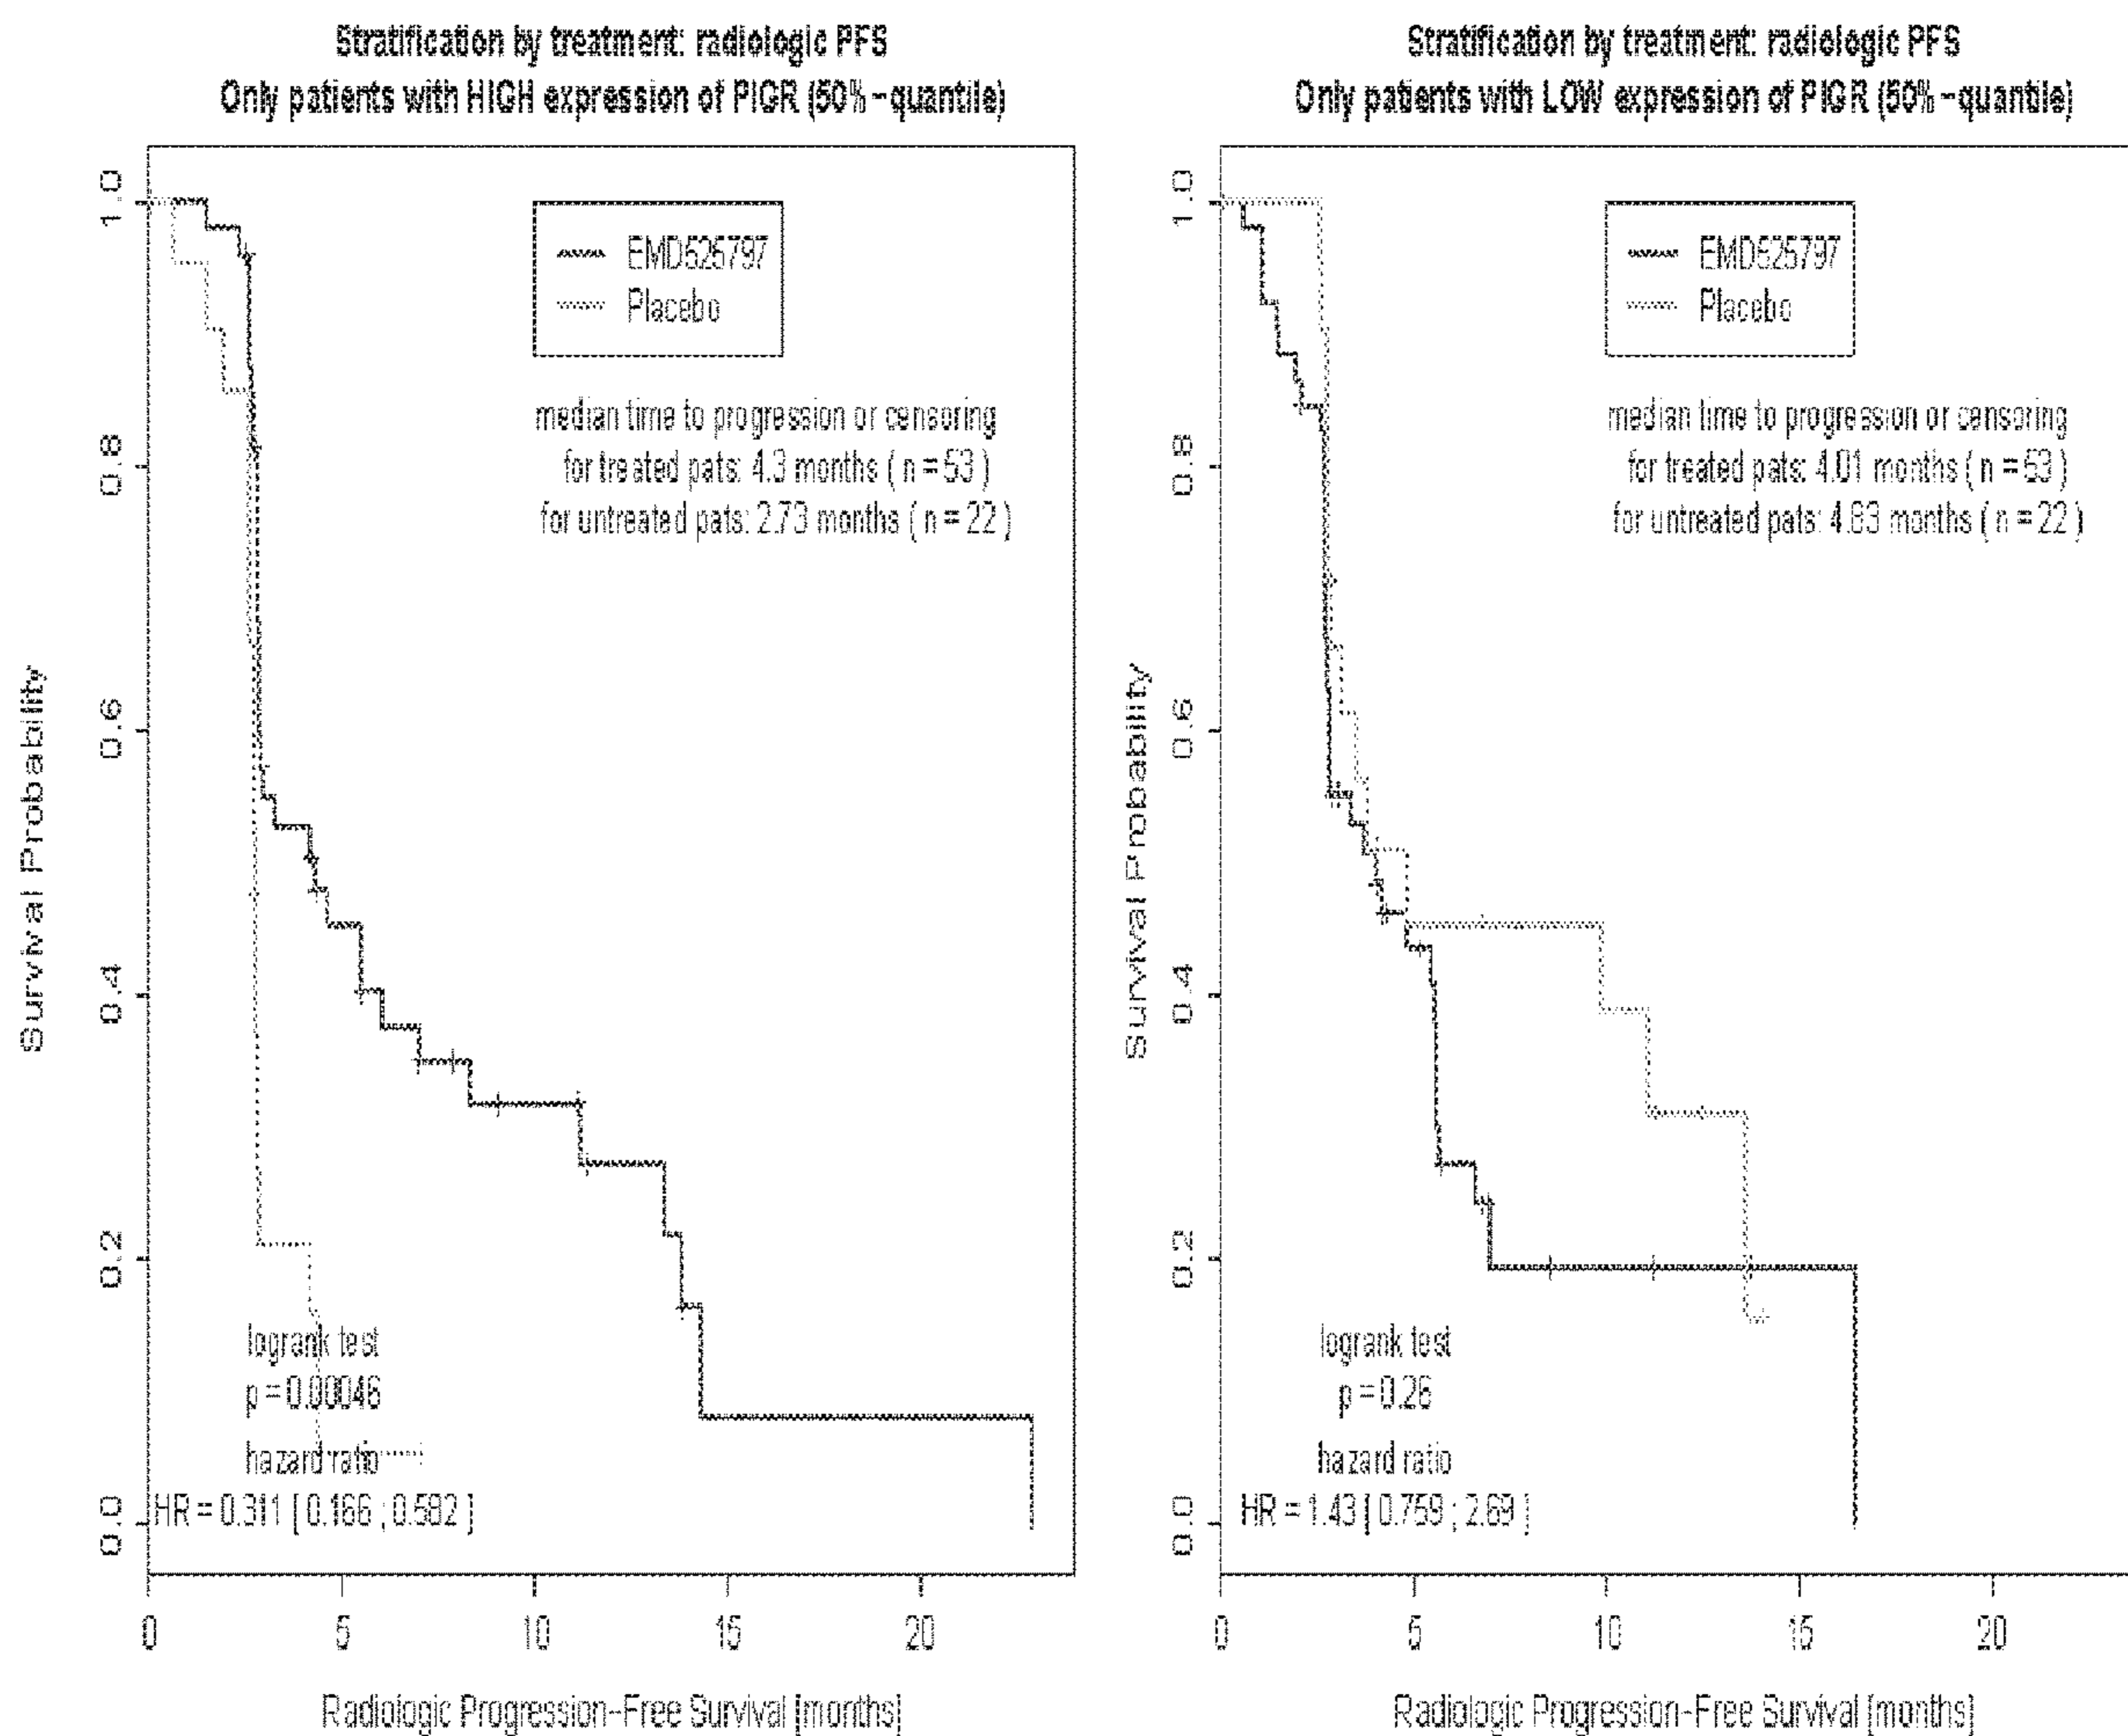 Stratification by treatment: radiologic PFS
Only patients with HIGH expression of PIGR (50%-quantile)
Survival Probability
1.0
0.8
0.6
0.4
0.2
0.0
EMD525797
Placebo
median time to progression or censoring
for treated pats: 4.3 months ( n = 53 )
for untreated pats: 2.73 months ( n = 22 )
logrank test
p = 0.00046
hazard ratio
HR = 0.311 [ 0.166 ; 0.582 ]
0 5 10 15 20
Radiologic Progression-Free Survival [months]
Stratification by treatment: radiologic PFS
Only patients with LOW expression of PIGR (50%-quantile)
Survival Probability
1.0
0.8
0.6
0.4
0.2
0.0
EMD525797
Placebo
median time to progression or censoring
for treated pats: 4.01 months ( n = 53 )
for untreated pats: 4.83 months ( n = 22 )
logrank test
p = 0.26
hazard ratio
HR = 1.43 [ 0.759 ; 2.69 ]
0 5 10 15 20
Radiologic Progression-Free Survival [months]